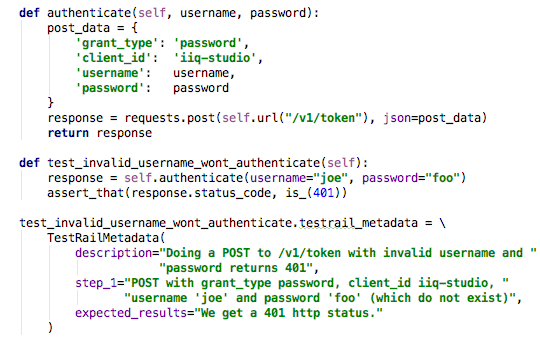 def authenticate(self, username, password):
    post_data = {
        'grant_type': 'password',
        'client_id':  'iiq-studio',
        'username':   username,
        'password':   password
    }
    response = requests.post(self.url("/v1/token"), json=post_data)
    return response

def test_invalid_username_wont_authenticate(self):
    response = self.authenticate(username="joe", password="foo")
    assert_that(response.status_code, is_(401))

test_invalid_username_wont_authenticate.testrail_metadata = \
    TestRailMetadata(
        description="Doing a POST to /v1/token with invalid username and "
                    "password returns 401",
        step_1="POST with grant_type password, client_id iiq-studio, "
               "username 'joe' and password 'foo' (which do not exist)",
        expected_results="We get a 401 http status."
    )